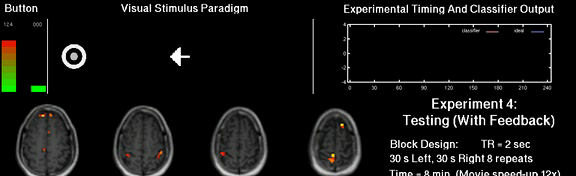 Button
Visual Stimulus Paradigm
Experimental Timing And Classifier Output
124 000
classifier ideal
4
2
0
-2
-4
0 30 60 90 120 150 180 210 240
Experiment 4:
Testing (With Feedback)
Block Design: TR = 2 sec
30 s Left, 30 s Right 8 repeats
Time = 8 min (Movie speed-up 12x)